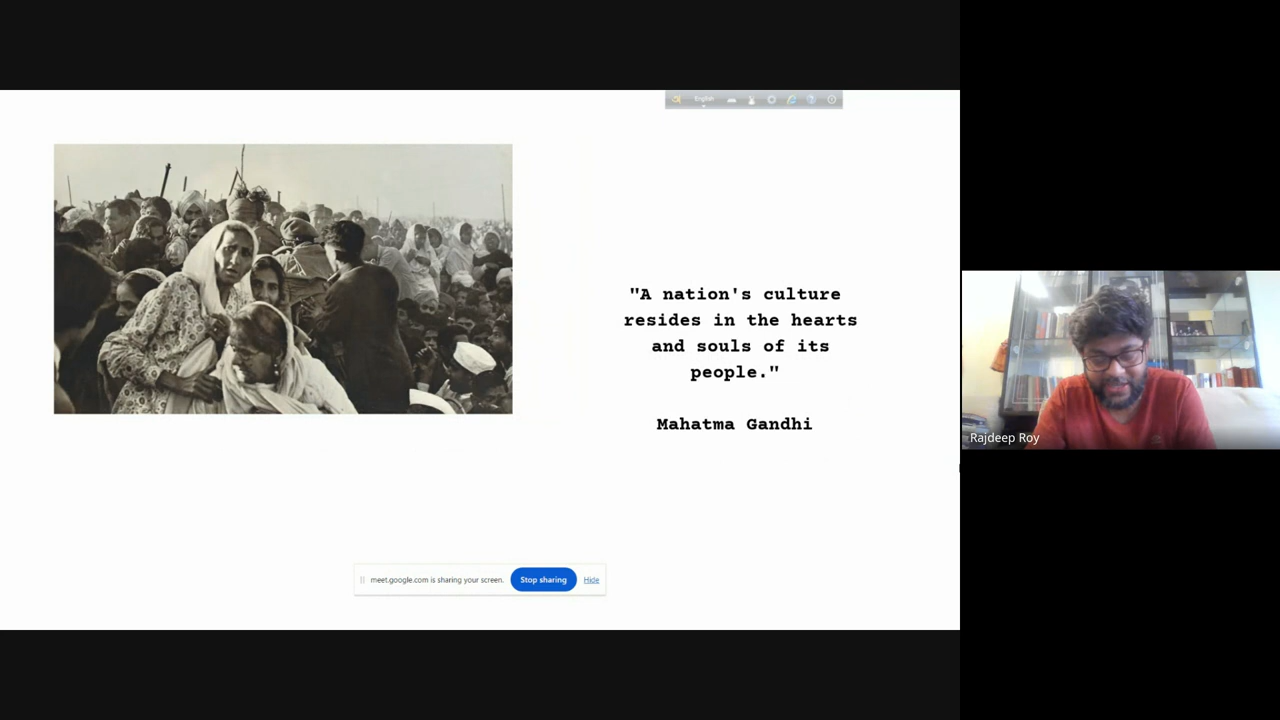 English
"A nation's culture
resides in the hearts
and souls of its
people."
Mahatma Gandhi
Rajdeep Roy
meet.google.com is sharing your screen.
Stop sharing
Hide